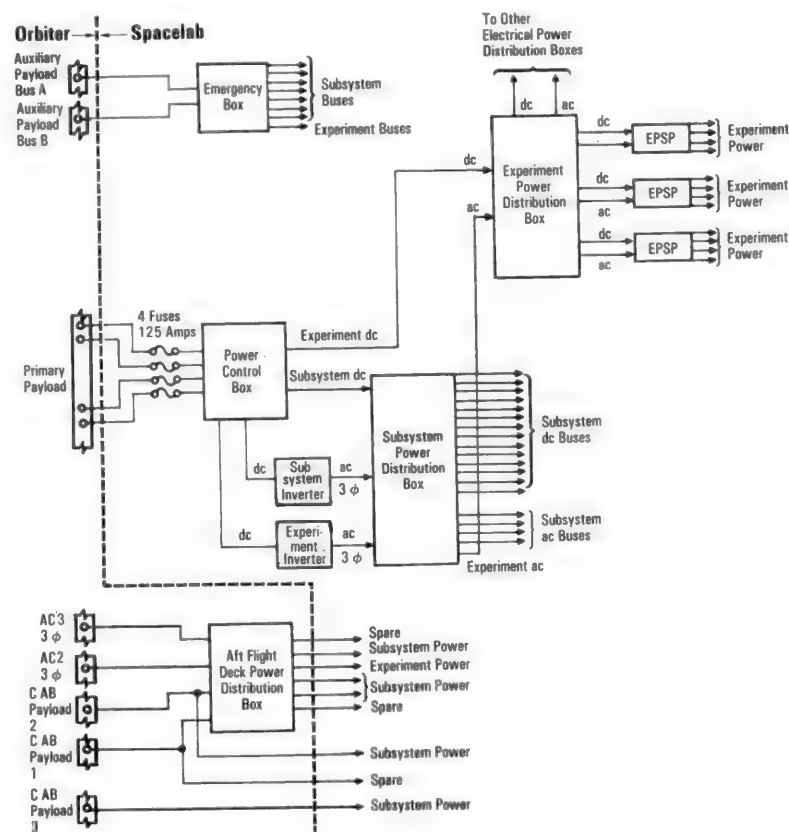 Orbiter
Spacelab
To Other
Electrical Power
Distribution Boxes
Auxiliary
Payload
Bus A
Auxiliary
Payload
Bus B
Emergency
Box
Subsystem
Buses
Experiment Buses
dc
ac
dc
ac
Experiment
Power
Distribution
Box
dc
EPSP
Experiment
Power
dc
ac
EPSP
Experiment
Power
dc
ac
EPSP
Experiment
Power
Primary
Payload
4 Fuses
125 Amps
Power
Control
Box
Experiment dc
Subsystem dc
dc
Sub
system
Inverter
ac
3 φ
dc
Experi-
ment
Inverter
ac
3 φ
Subsystem
Power
Distribution
Box
Subsystem
dc Buses
Subsystem
ac Buses
Experiment ac
AC3
3 φ
AC2
3 φ
C AB
Payload
2
C AB
Payload
1
C AB
Payload
Aft Flight
Deck Power
Distribution
Box
Spare
Subsystem Power
Experiment Power
Subsystem Power
Spare
Subsystem Power
Spare
Subsystem Power